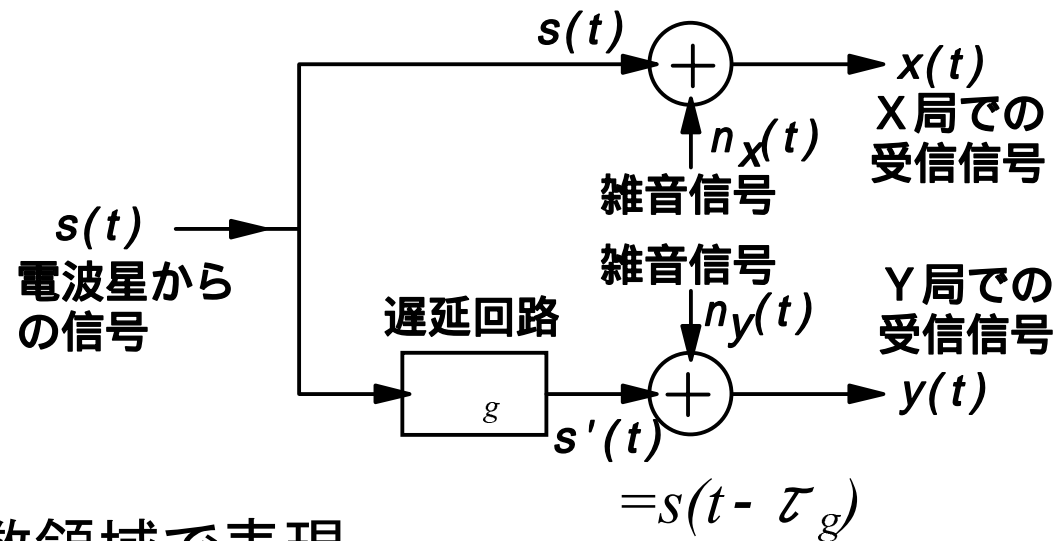 s(t)
x(t)
X局での
受信信号
n_x(t)
雑音信号
s(t)
電波星から
の信号
雑音信号
n_y(t)
Y局での
受信信号
遅延回路
g
s'(t)
y(t)
=s(t- τ_g)
数領域で表現